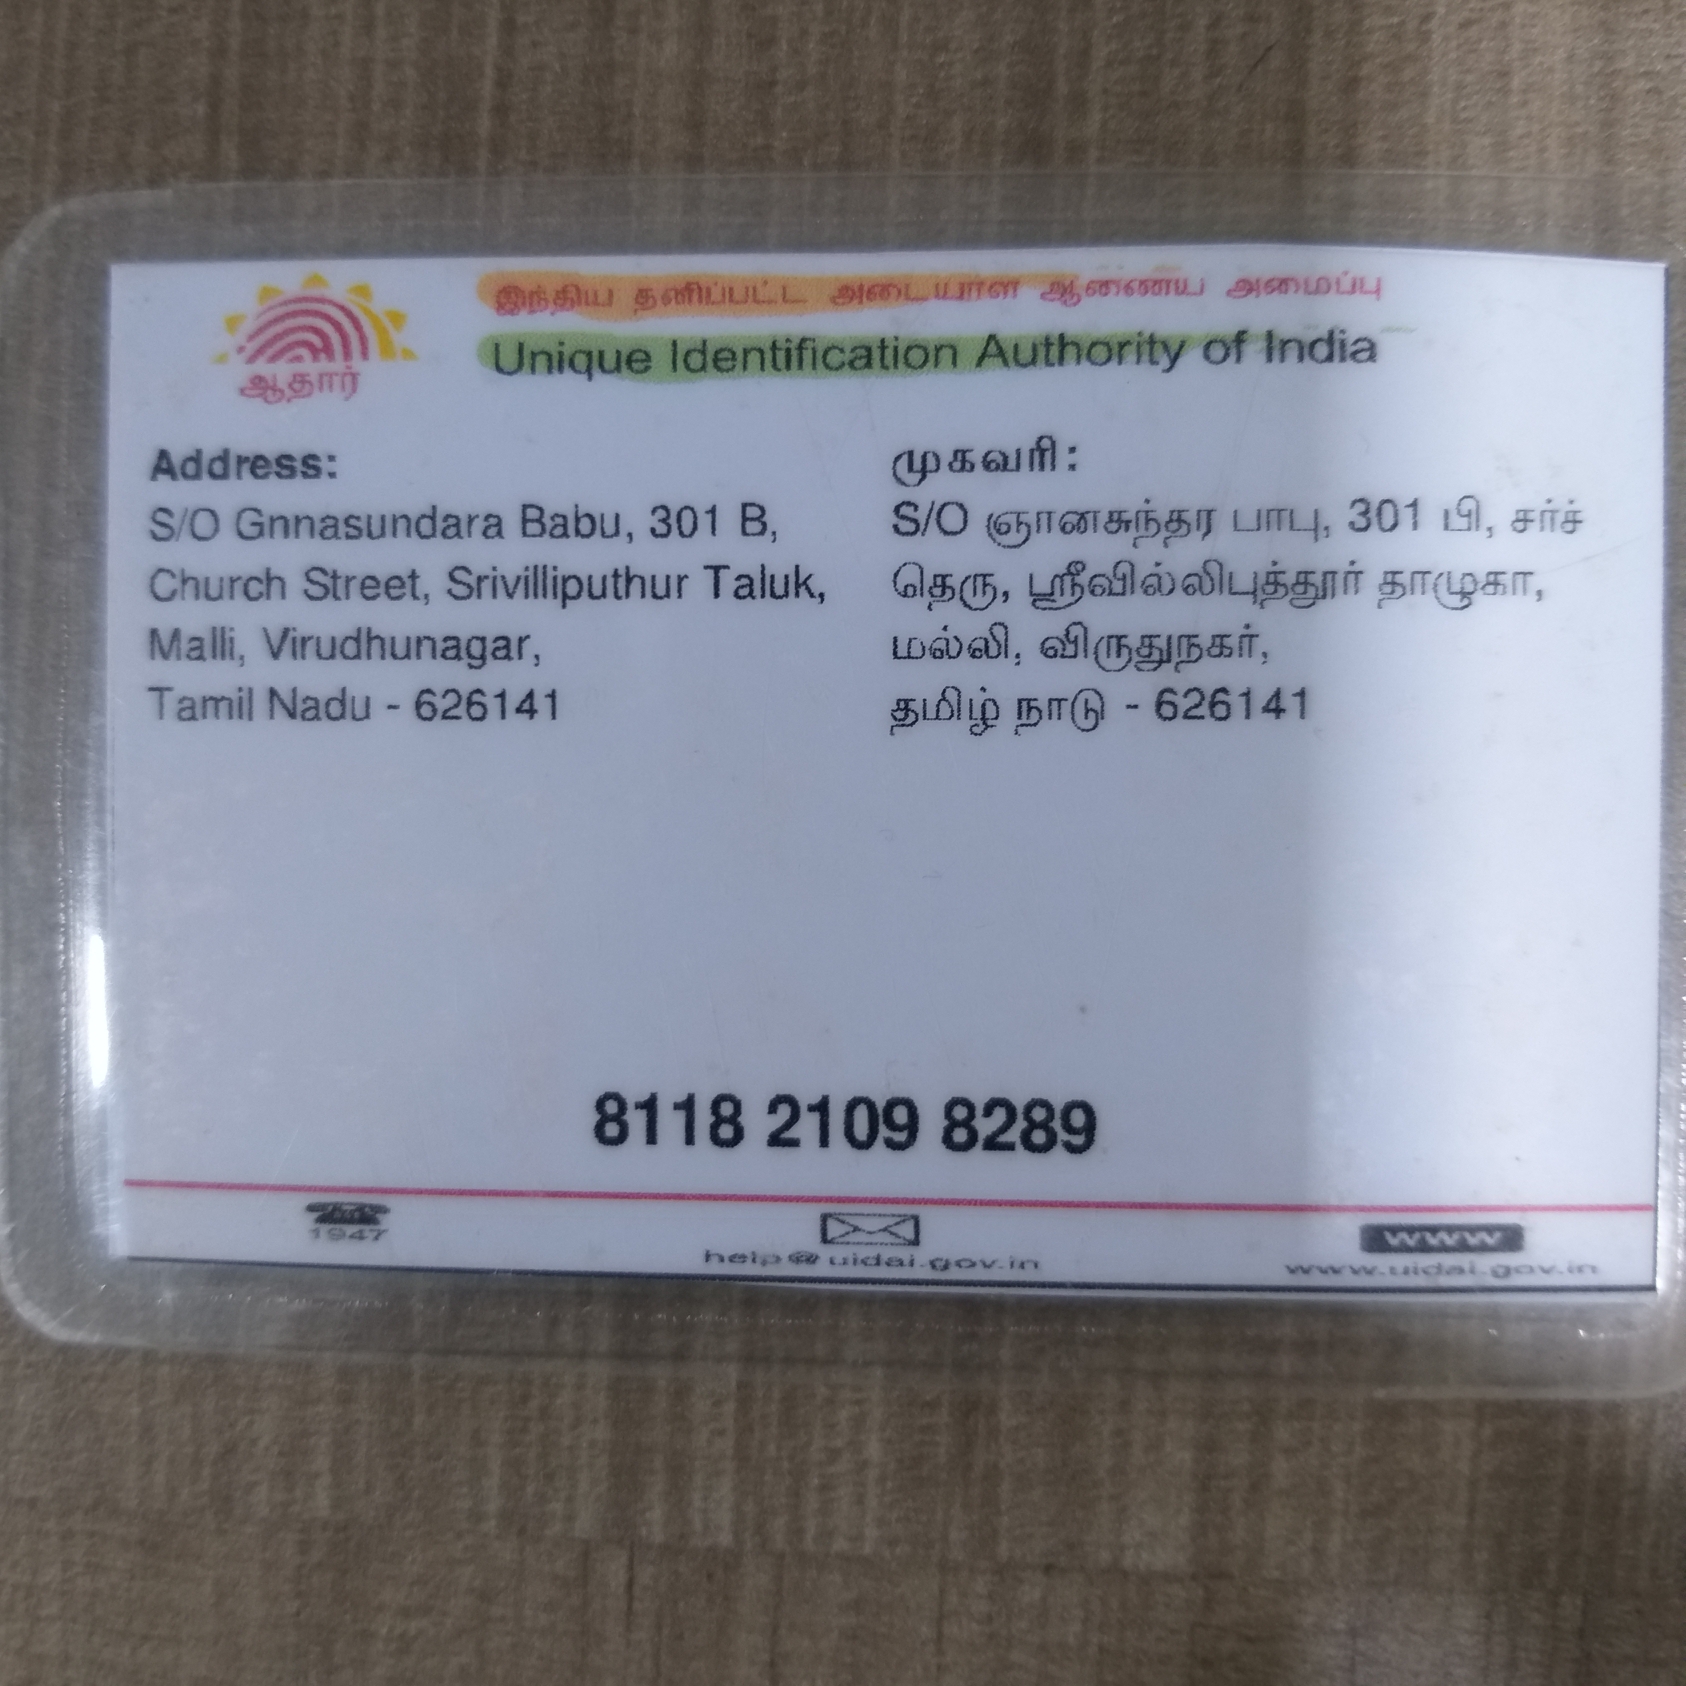 ஆதார்
இந்திய தனிப்பட்ட அடையாள ஆணைய அமைப்பு
Unique Identification Authority of India
Address:
S/O Gnnasundara Babu, 301 B,
Church Street, Srivilliputhur Taluk,
Malli, Virudhunagar,
Tamil Nadu - 626141
முகவரி:
S/O ஞானசுந்தர பாபு, 301 பி, சர்ச்
தெரு, ஸ்ரீவில்லிபுத்தூர் தாழுகா,
மல்லி, விருதுநகர்,
தமிழ் நாடு - 626141
8118 2109 8289
1947
help@uidai.gov.in
WWW
www.uidai.gov.in